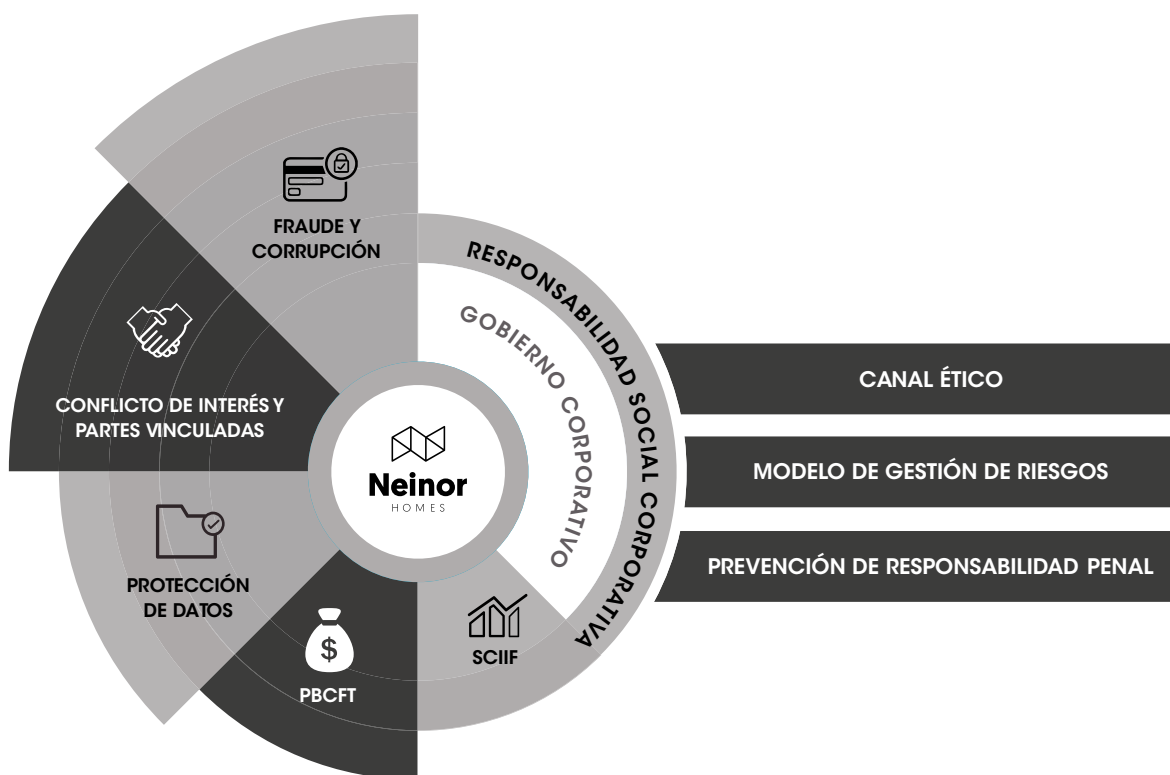 FRAUDE Y
CORRUPCIÓN
CONFLICTO DE INTERÉS Y
PARTES VINCULADAS
PROTECCIÓN
DE DATOS
$
PBCFT
SCIIF
Neinor
HOMES
GOBIERNO CORPORATIVO
RESPONSABILIDAD SOCIAL CORPORATIVA
CANAL ÉTICO
MODELO DE GESTIÓN DE RIESGOS
PREVENCIÓN DE RESPONSABILIDAD PENAL